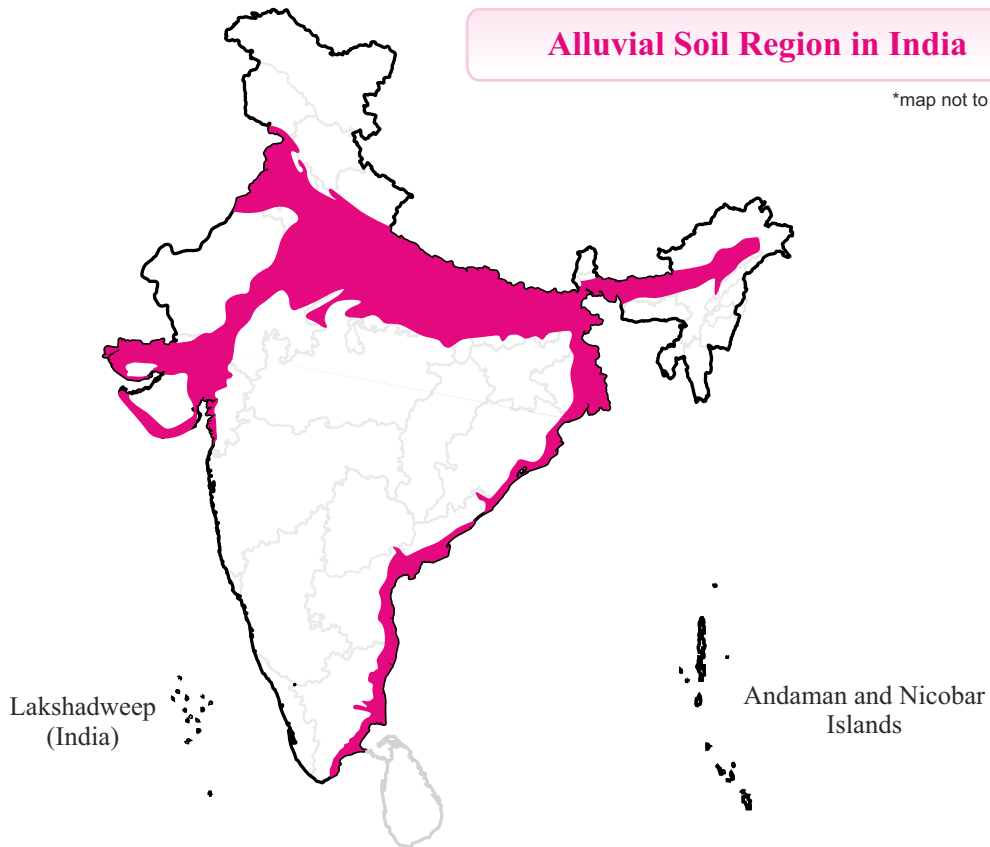 Alluvial Soil Region in India
*map not to
Lakshadweep
(India)
Andaman and Nicobar
Islands